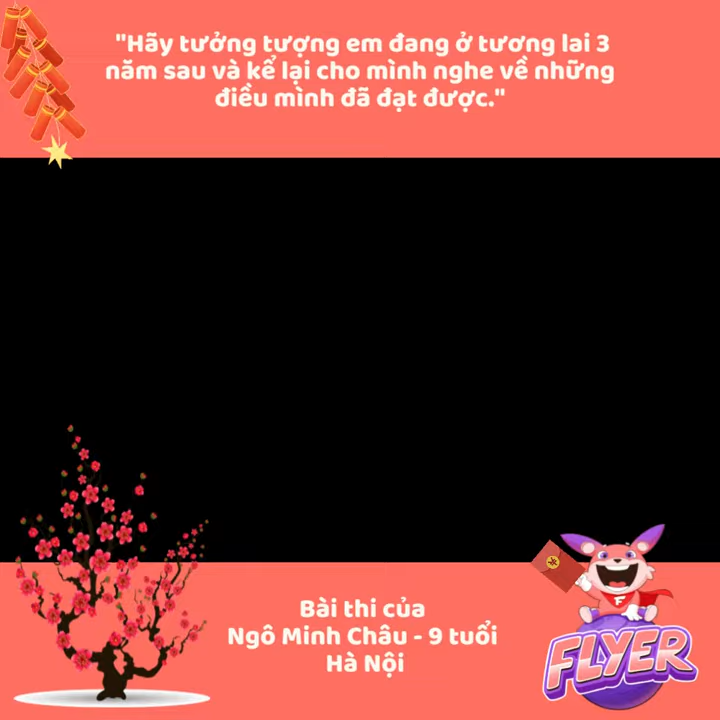 "Hãy tưởng tượng em đang ở tương lai 3
năm sau và kể lại cho mình nghe về những
điều mình đã đạt được."
Bài thi của
Ngô Minh Châu - 9 tuổi
Hà Nội
F
FLYER